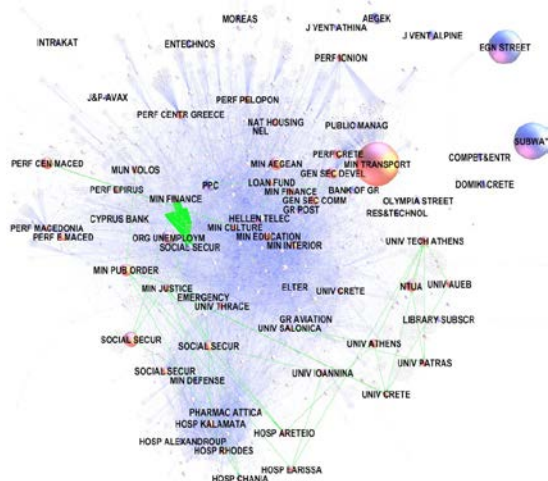 MOREAS
AEGEK
J VENT ATHINA
INTRAKAT
ENTECHNOS
J VENT ALPINE
EGN STREET
PERF IONION
J&P-AVAX
PERF PELOPON
PERF CENTR GREECE
NAT HOUSING
NEL
PUBLIC MANAG
SUBWAY
PERF CEN MACED
MUN VOLOS
MIN AEGEAN
PERF CRETE
MIN TRANSPORT
GEN SEC DEVEL
COMPET&ENTR
PERF EPIRUS
PPC
LOAN FUND
MIN FINANCE
BANK OF GR
DOMIKI CRETE
MIN FINANCE
GEN SEC COMM
GR POST
OLYMPIA STREET
RES&TECHNOL
CYPRUS BANK
HELLEN TELEC
PERF MACEDONIA
PERF E MACED
MIN CULTURE
ORG UNEMPLOYM
MIN EDUCATION
SOCIAL SECUR
MIN INTERIOR
UNIV TECH ATHENS
MIN PUB ORDER
MIN JUSTICE
EMERGENCY
ELTER
UNIV CRETE
NTUA
UNIV AUEB
UNIV THRACE
GR AVIATION
UNIV SALONICA
LIBRARY SUBSCR
SOCIAL SECUR
SOCIAL SECUR
UNIV ATHENS
UNIV PATRAS
SOCIAL SECUR
MIN DEFENSE
UNIV IOANNINA
UNIV CRETE
PHARMAC ATTICA
HOSP KALAMATA
HOSP ARETEIO
HOSP ALEXANDROUP
HOSP RHODES
HOSP LARISSA
HOSP CHANIA